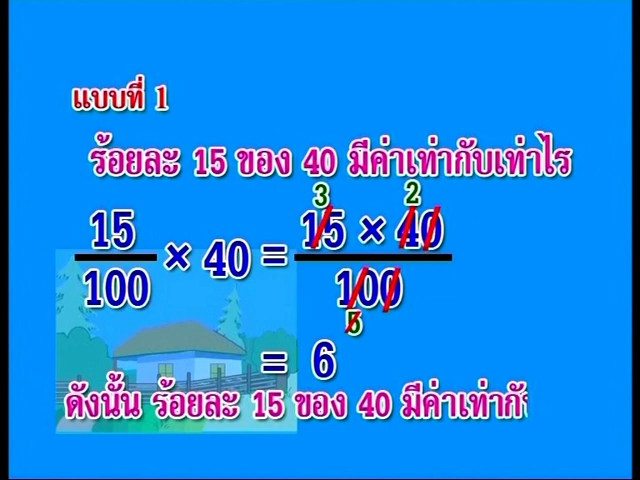 แบบที่ 1
ร้อยละ 15 ของ 40 มีค่าเท่ากับเท่าไร
3 2
15/100 × 40 = 15 × 40/100
5
= 6
ดังนั้น ร้อยละ 15 ของ 40 มีค่าเท่ากั